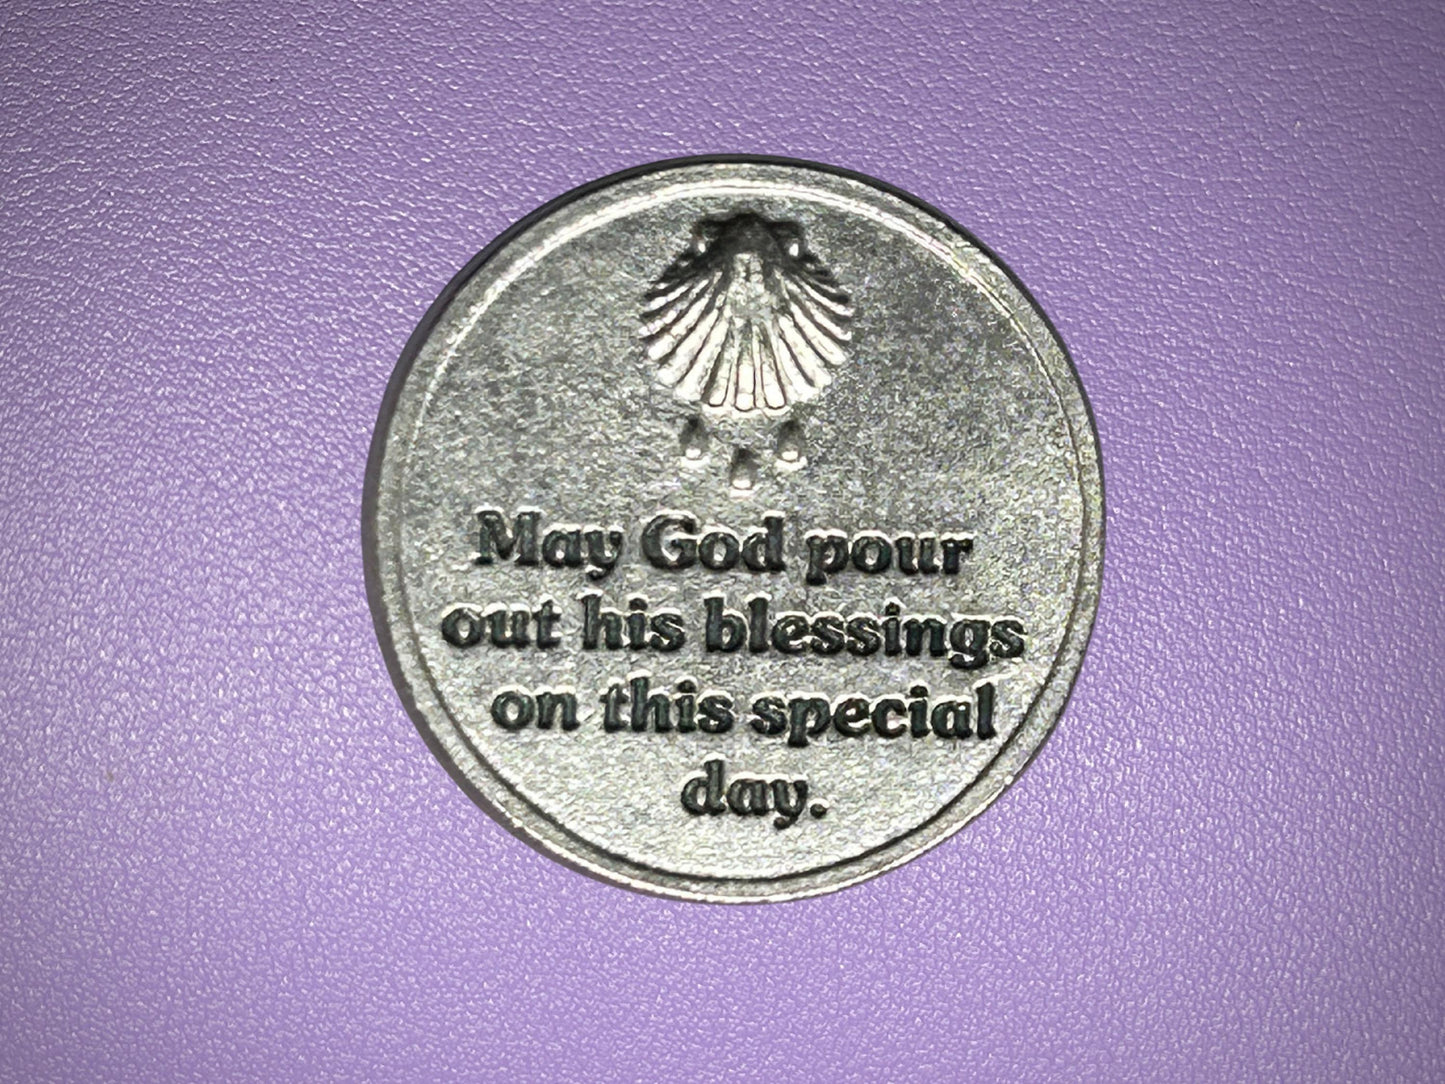 May God pour
out his blessings
on this special
day.